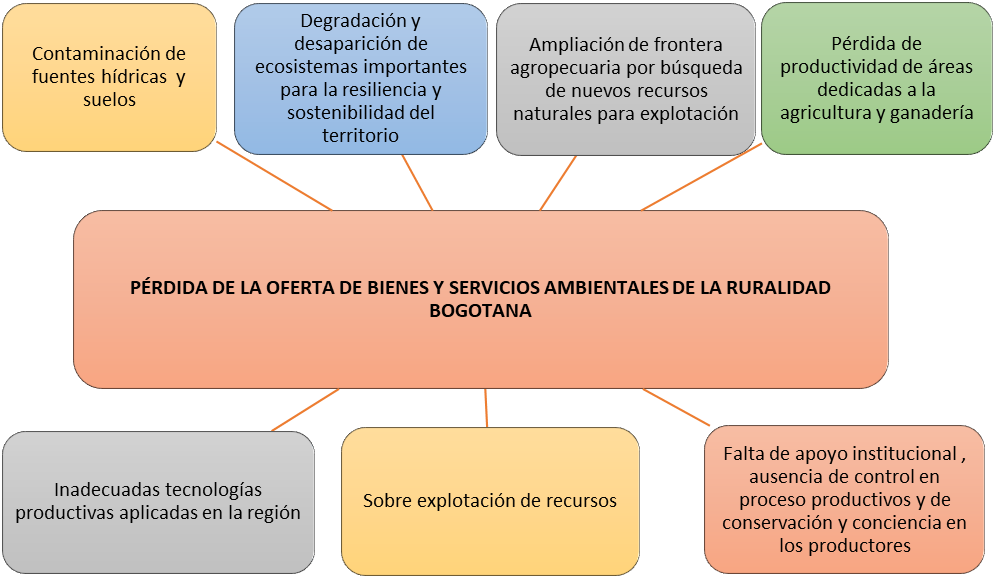 Contaminación de
fuentes hídricas y
suelos
Degradación y
desaparición de
ecosistemas importantes
para la resiliencia y
sostenibilidad del
territorio
Ampliación de frontera
agropecuaria por búsqueda
de nuevos recursos
naturales para explotación
Pérdida de
productividad de áreas
dedicadas a la
agricultura y ganadería
PÉRDIDA DE LA OFERTA DE BIENES Y SERVICIOS AMBIENTALES DE LA RURALIDAD
BOGOTANA
Inadecuadas tecnologías
productivas aplicadas en la región
Sobre explotación de recursos
Falta de apoyo institucional ,
ausencia de control en
proceso productivos y de
conservación y conciencia en
los productores